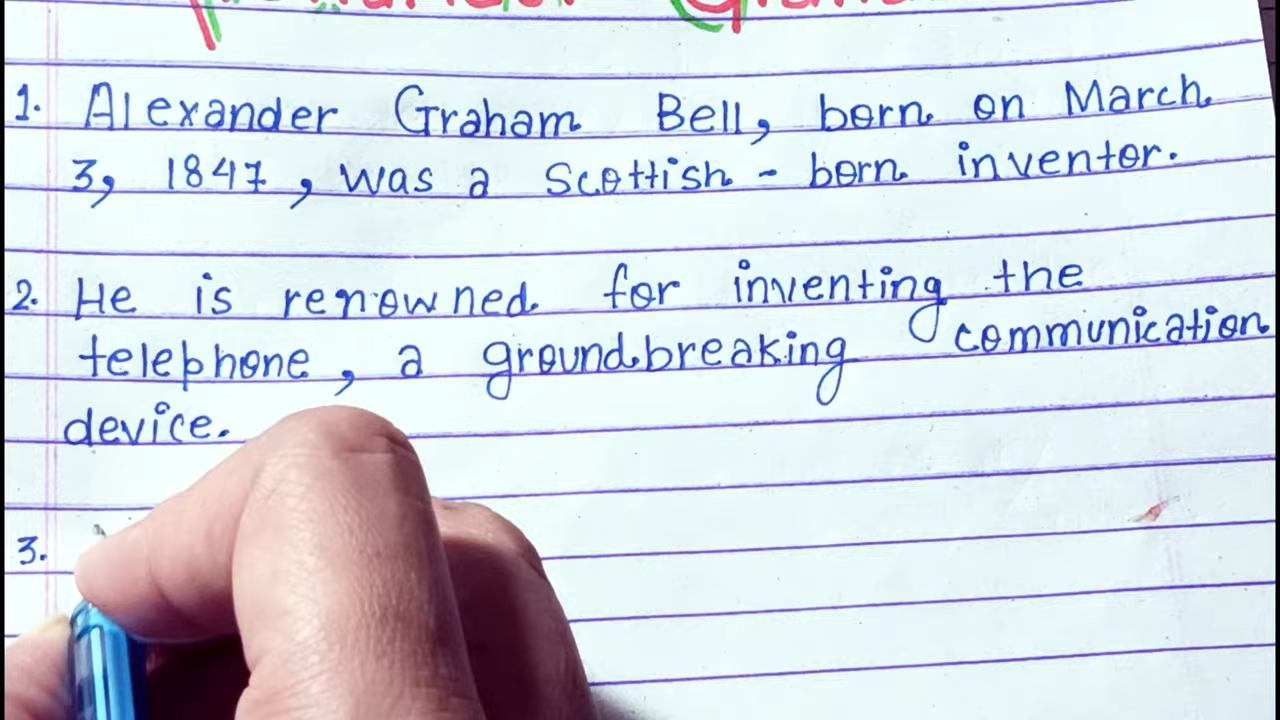 1. Alexander Graham Bell, born on March
3, 1847, was a Scottish - born inventor.
2. He is renowned for inventing the
telephone, a groundbreaking communication
device.
3.